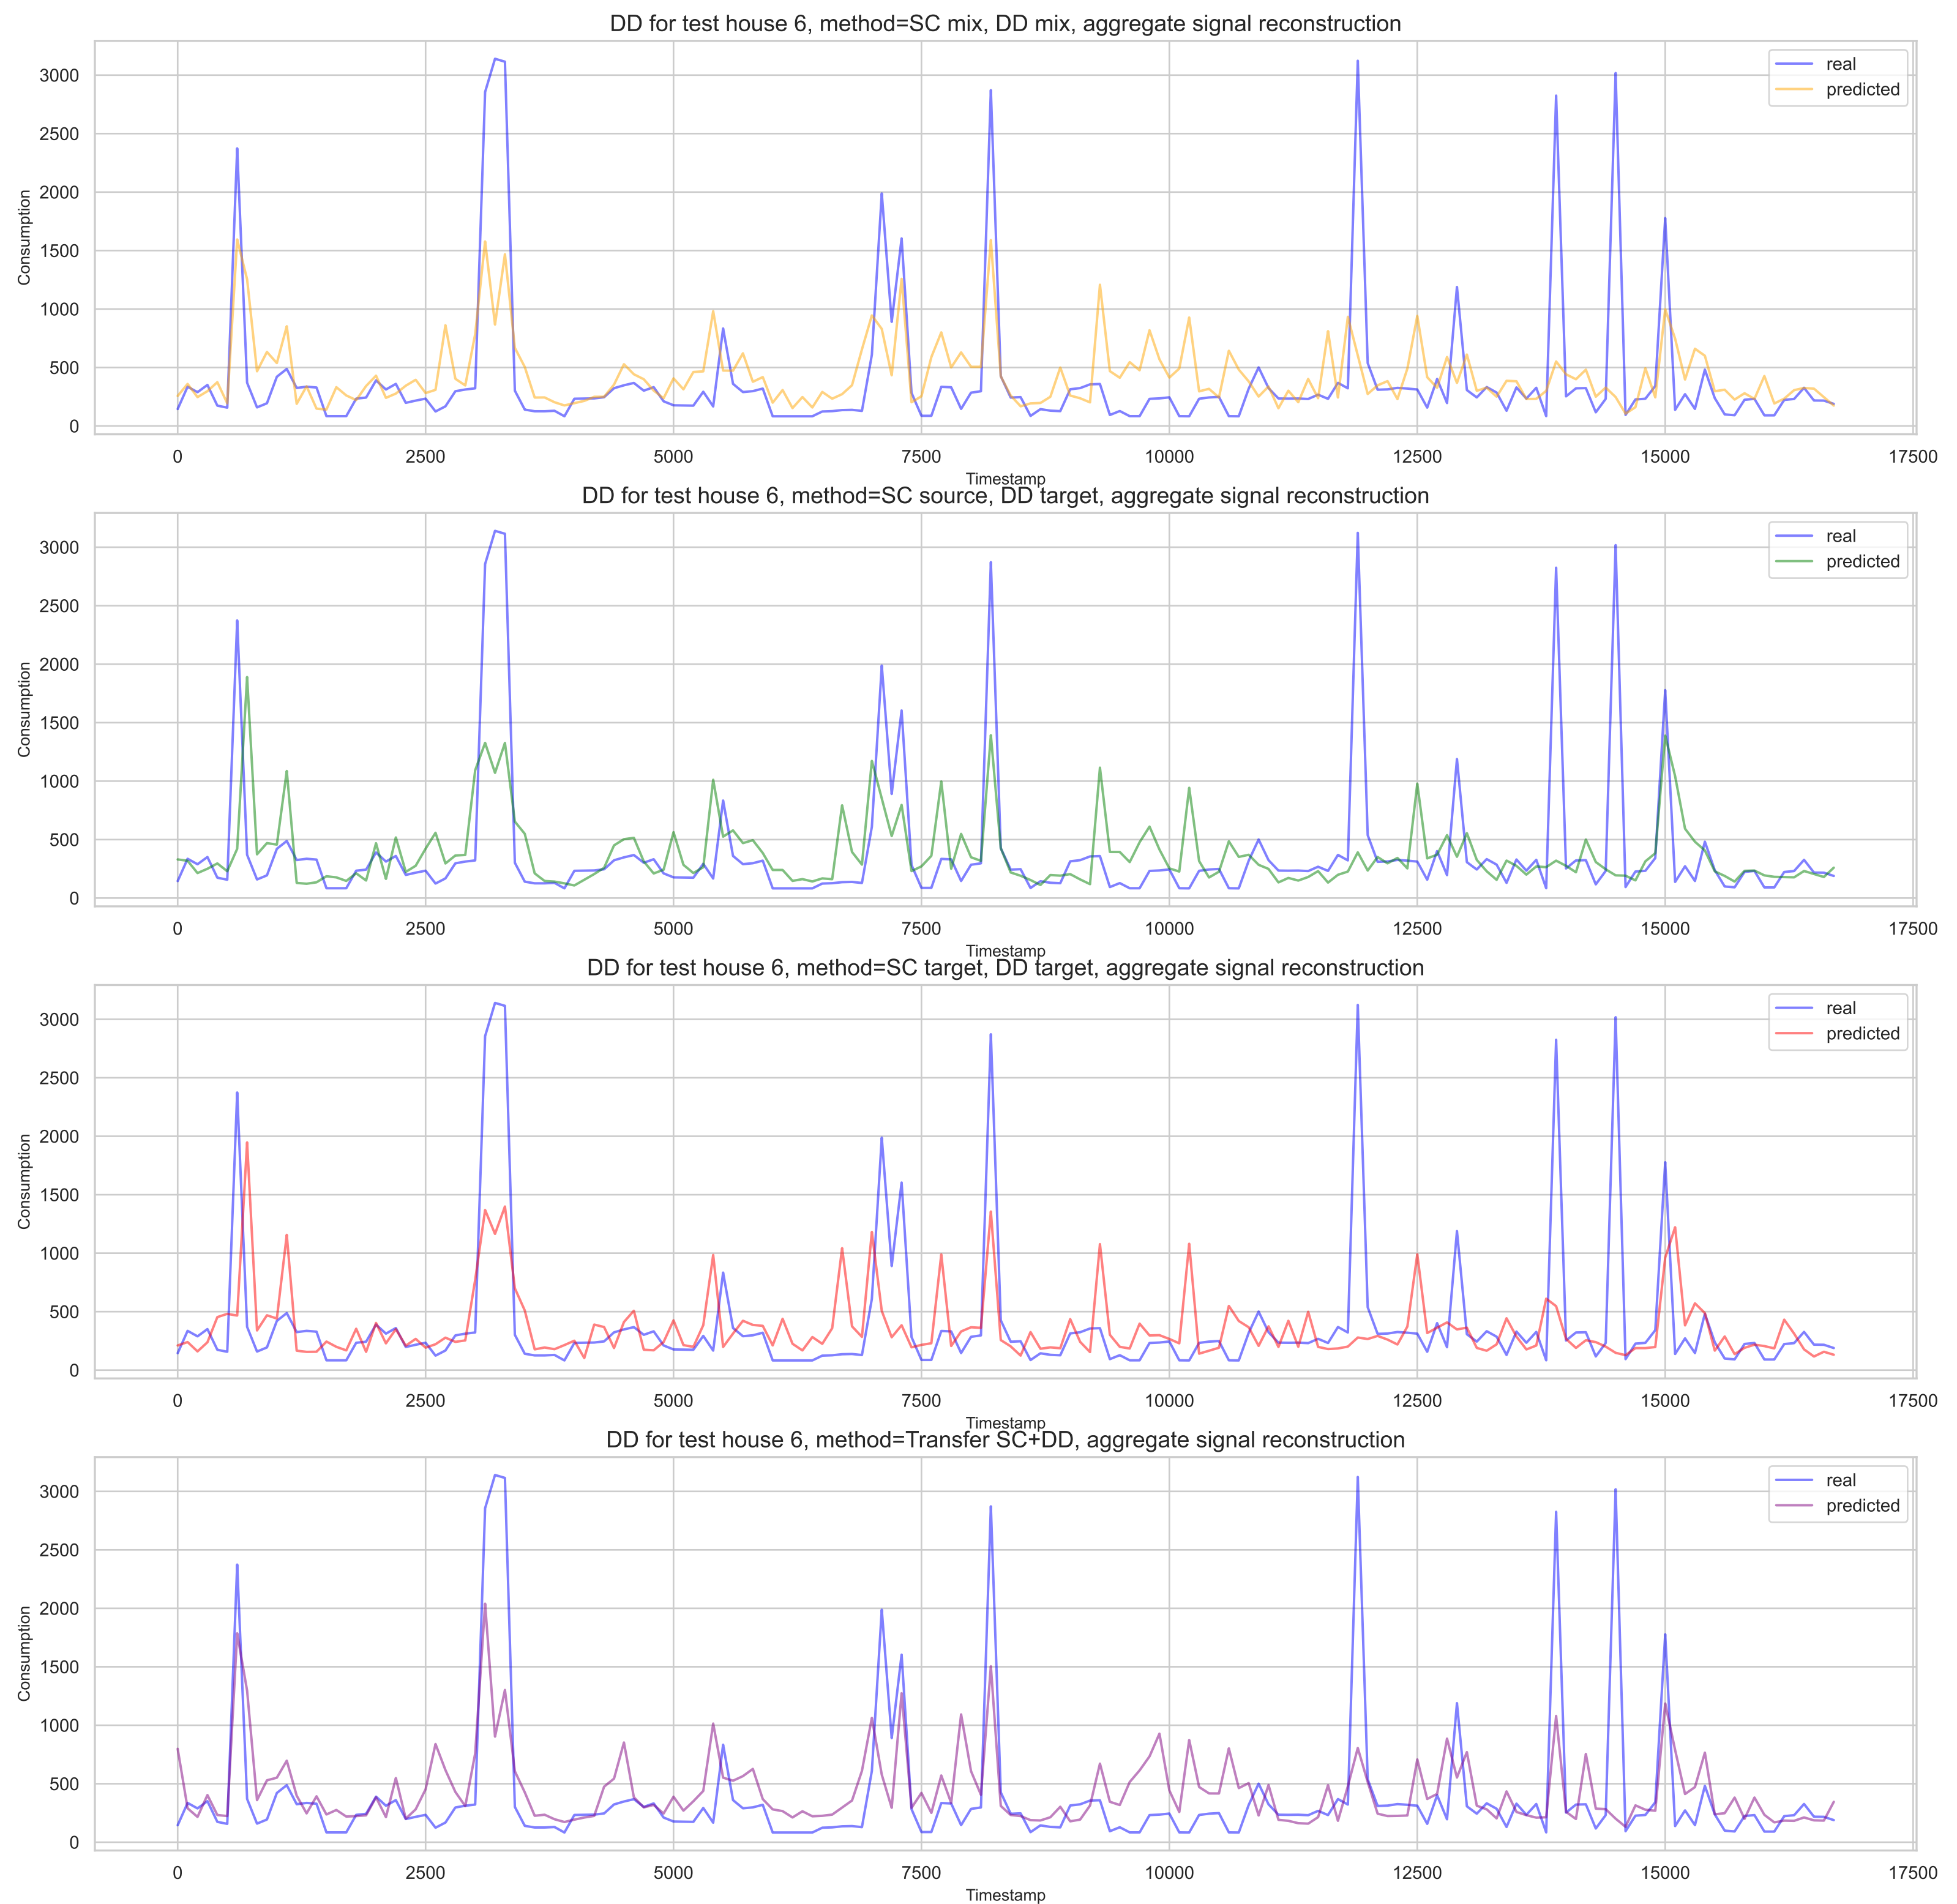 DD for test house 6, method=SC mix, DD mix, aggregate signal reconstruction
3000
2500
2000
1500
1000
500
0
Consumption
real
predicted
0 2500 5000 7500 10000 12500 15000 17500
Timestamp
DD for test house 6, method=SC source, DD target, aggregate signal reconstruction
3000
2500
2000
1500
1000
500
0
Consumption
real
predicted
0 2500 5000 7500 10000 12500 15000 17500
Timestamp
DD for test house 6, method=SC target, DD target, aggregate signal reconstruction
3000
2500
2000
1500
1000
500
0
Consumption
real
predicted
0 2500 5000 7500 10000 12500 15000 17500
Timestamp
DD for test house 6, method=Transfer SC+DD, aggregate signal reconstruction
3000
2500
2000
1500
1000
500
0
Consumption
real
predicted
0 2500 5000 7500 10000 12500 15000 17500
Timestamp